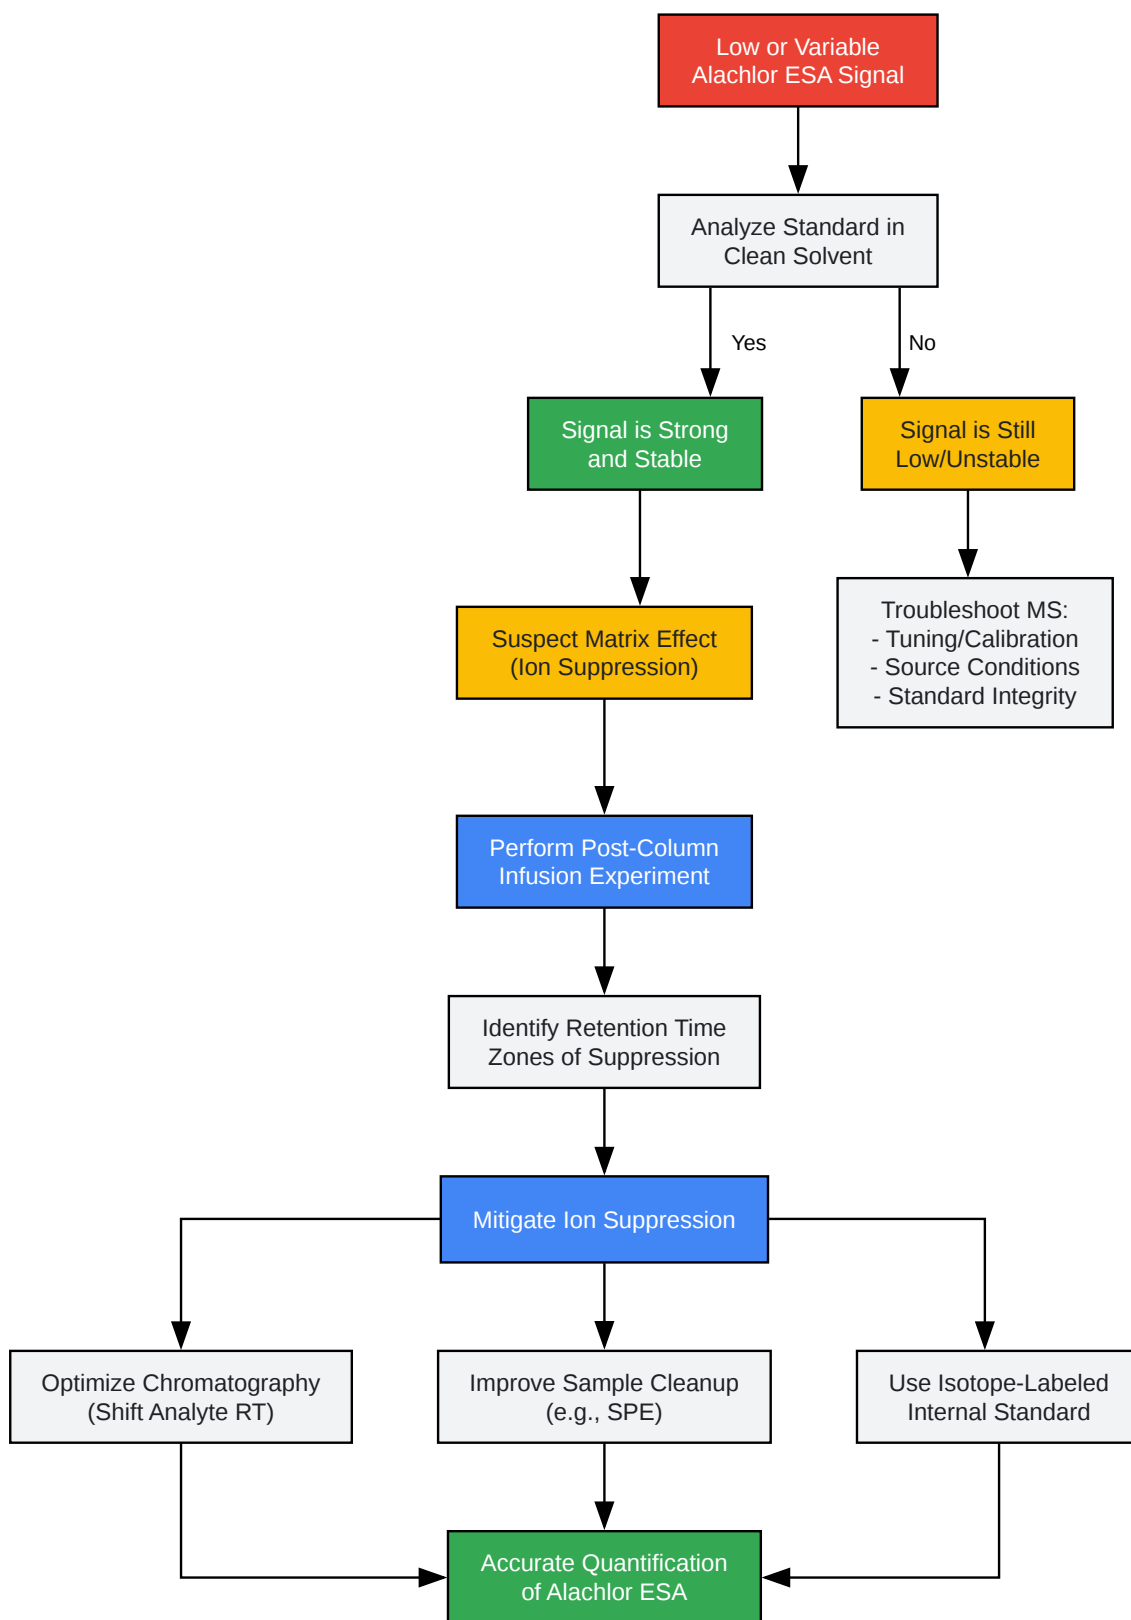 Low or Variable
Alachlor ESA Signal
Analyze Standard in
Clean Solvent
Yes
No
Signal is Strong
and Stable
Signal is Still
Low/Unstable
Troubleshoot MS:
- Tuning/Calibration
- Source Conditions
- Standard Integrity
Suspect Matrix Effect
(Ion Suppression)
Perform Post-Column
Infusion Experiment
Identify Retention Time
Zones of Suppression
Mitigate Ion Suppression
Optimize Chromatography
(Shift Analyte RT)
Improve Sample Cleanup
(e.g., SPE)
Use Isotope-Labeled
Internal Standard
Accurate Quantification
of Alachlor ESA